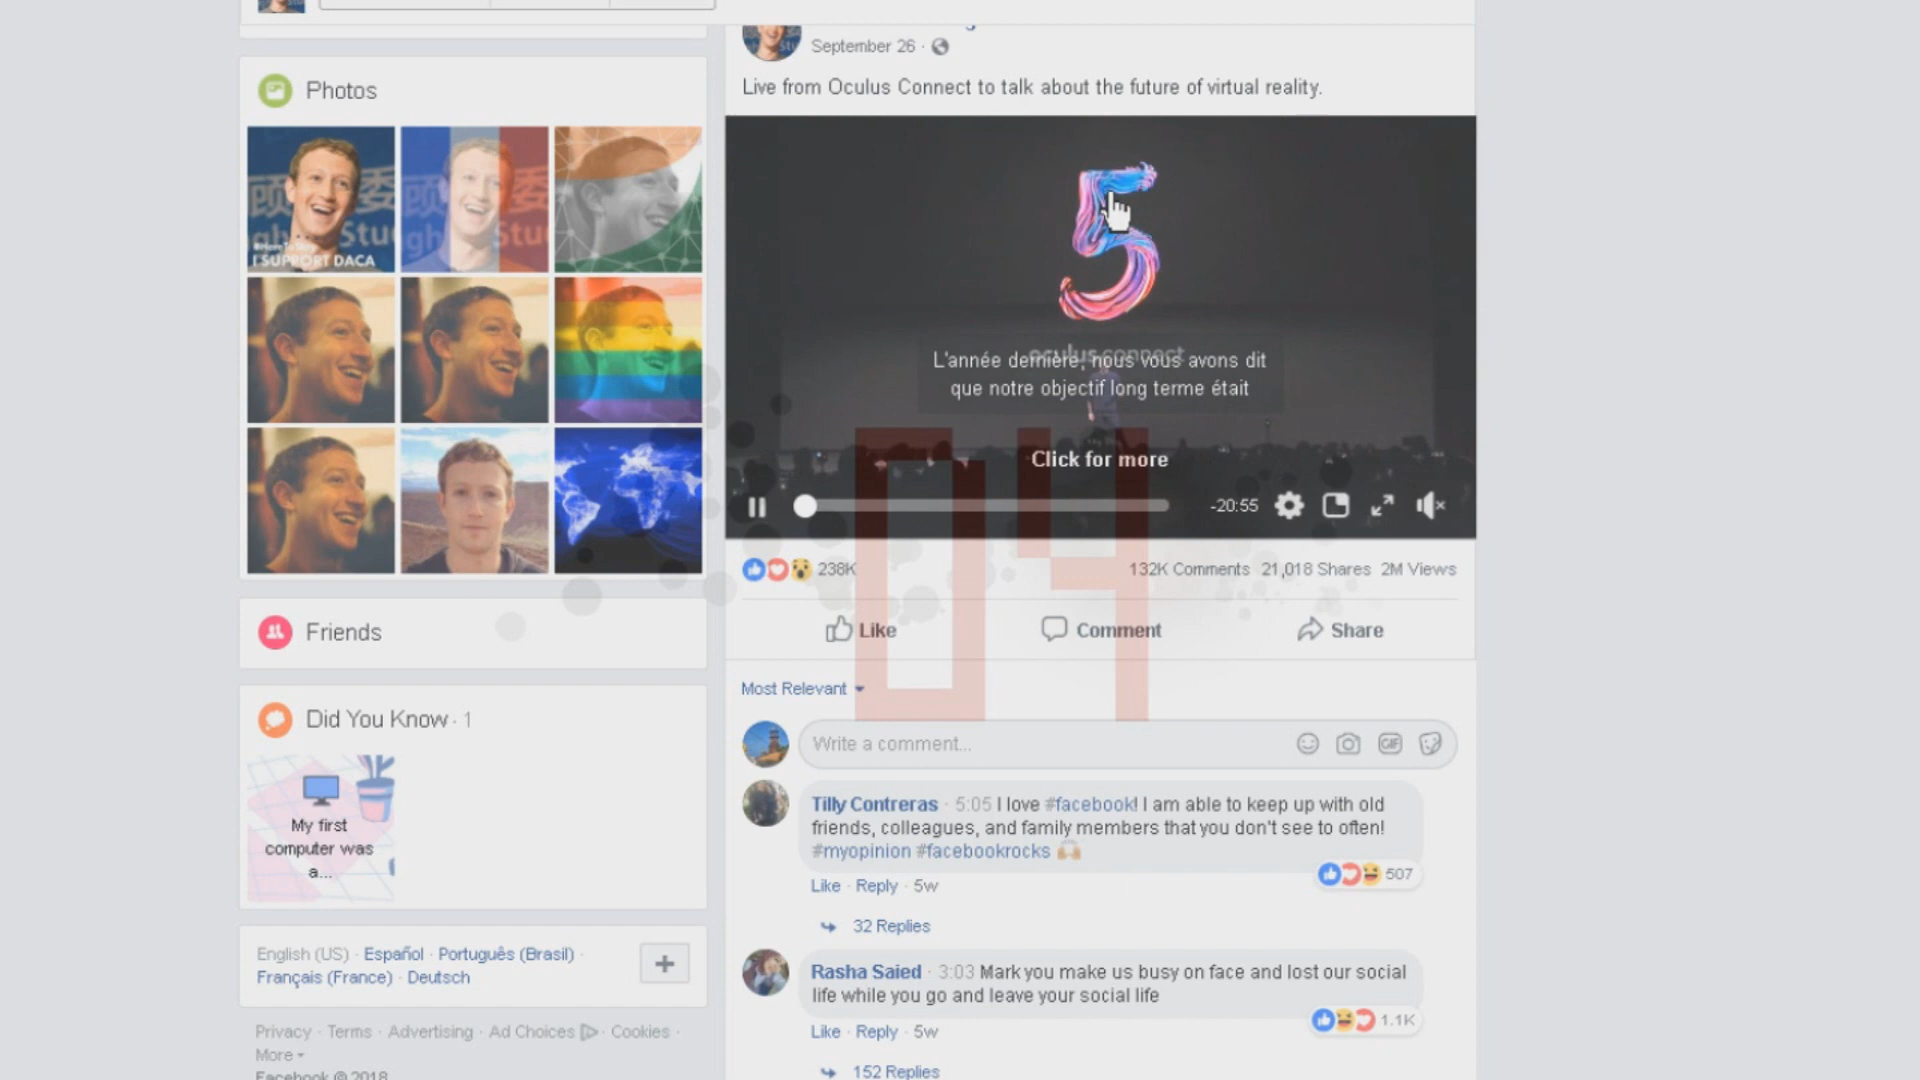 Photos
I SUPPORT DACA
Friends
Did You Know · 1
My first
computer was
a...
English (US) · Español · Português (Brasil) ·
Français (France) · Deutsch
Privacy · Terms · Advertising · Ad Choices · Cookies ·
More
Facebook © 2018
September 26 ·
Live from Oculus Connect to talk about the future of virtual reality.
5
oculus connect
L'année dernière, nous vous avons dit
que notre objectif long terme était
Click for more
-20:55
04
238K
132K Comments 21,018 Shares 2M Views
Like Comment Share
Most Relevant
Write a comment...
GIF
Tilly Contreras · 5:05 I love #facebook! I am able to keep up with old
friends, colleagues, and family members that you don't see to often!
#myopinion #facebookrocks
507
Like · Reply · 5w
32 Replies
Rasha Saied · 3:03 Mark you make us busy on face and lost our social
life while you go and leave your social life
1.1K
Like · Reply · 5w
152 Replies